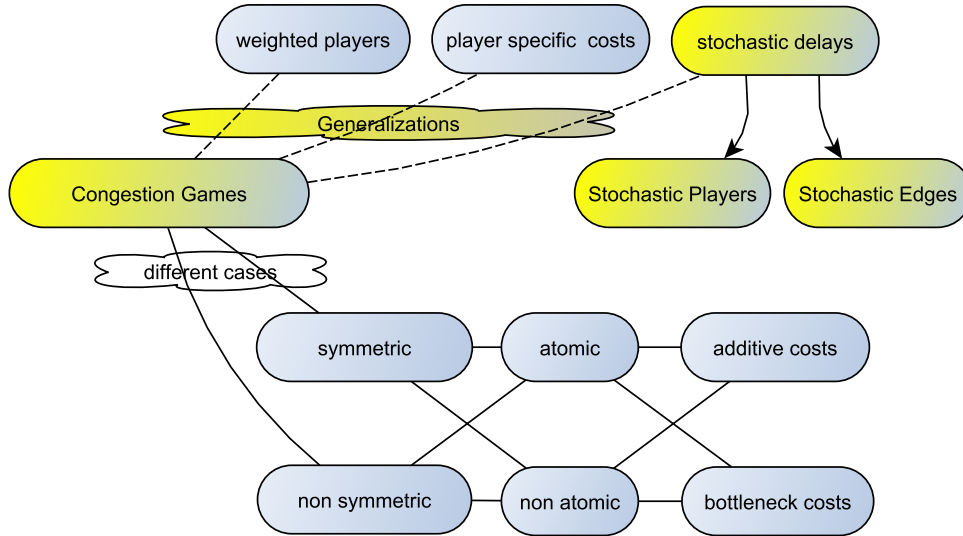 weighted players
player specific costs
stochastic delays
Generalizations
Congestion Games
Stochastic Players
Stochastic Edges
different cases
symmetric
atomic
additive costs
non symmetric
non atomic
bottleneck costs